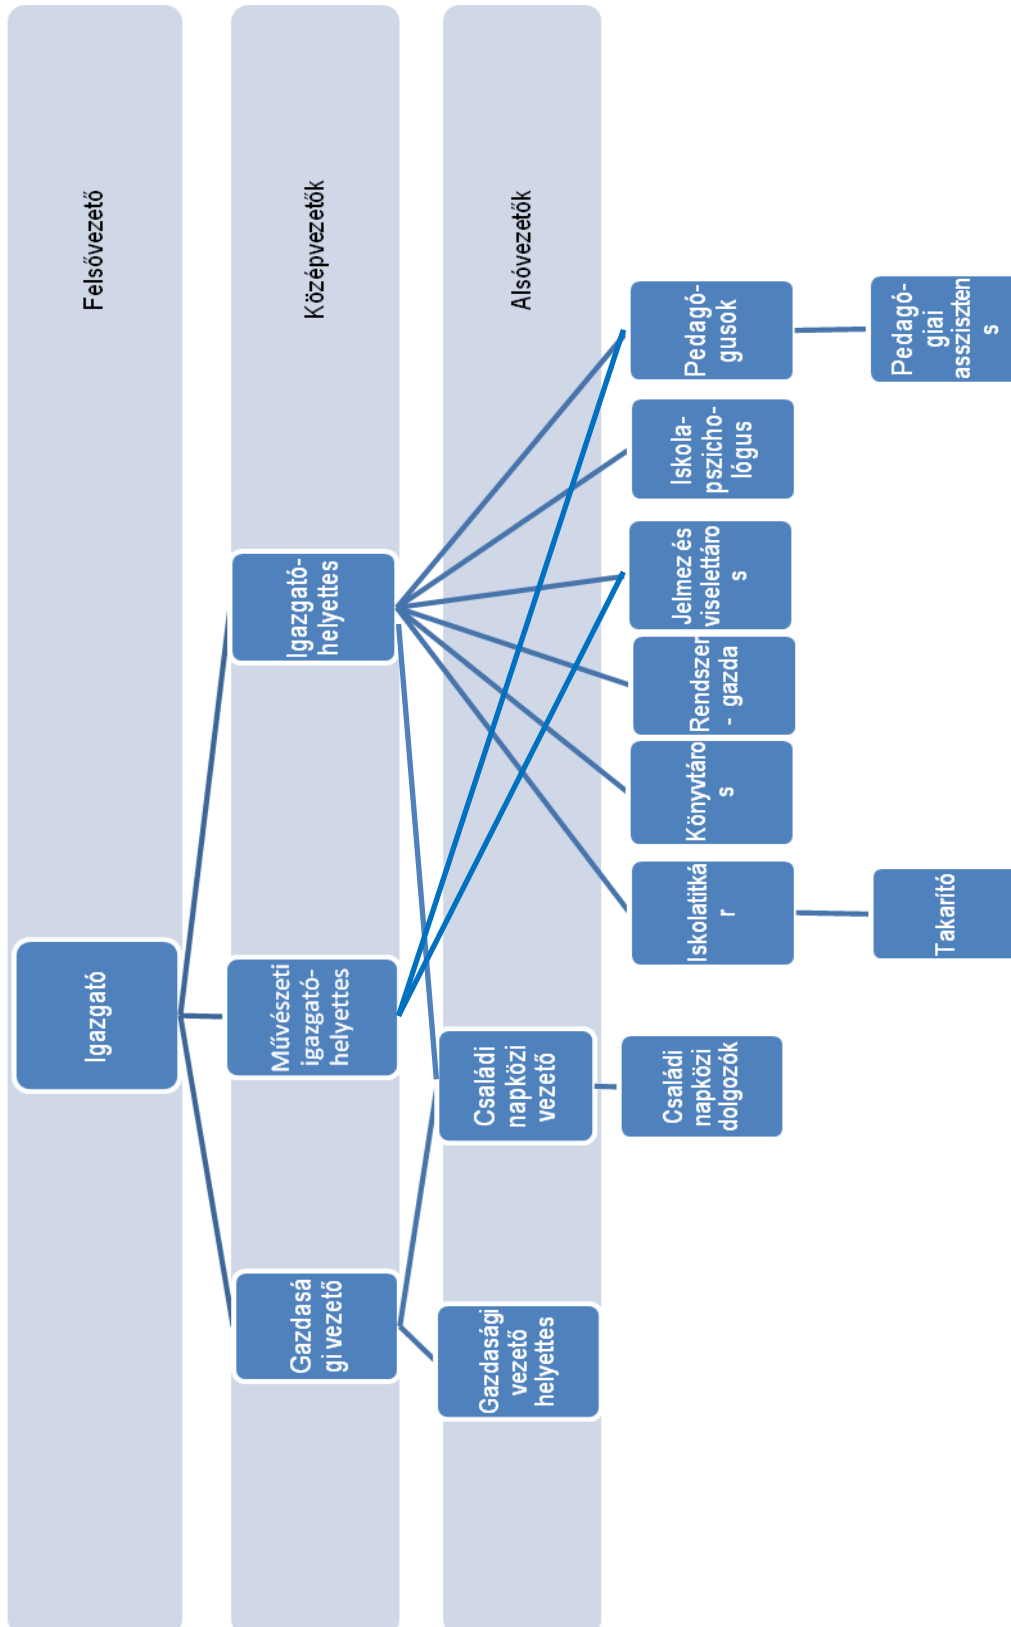 Felsővezető
Igazgató
Középvezetők
Gazdasá
gi vezető
Művészeti
igazgató-
helyettes
Igazgató-
helyettes
Alsóvezetők
Gazdasági
vezető
helyettes
Családi
napközi
vezető
Családi
napközi
dolgozók
Iskolatitká
r
Könyvtáro
s
Rendszer
- gazda
Jelmez és
viselettáro
s
Iskola-
pszicho-
lógus
Pedagó-
gusok
Takarító
Pedagó-
giai
assziszten
s